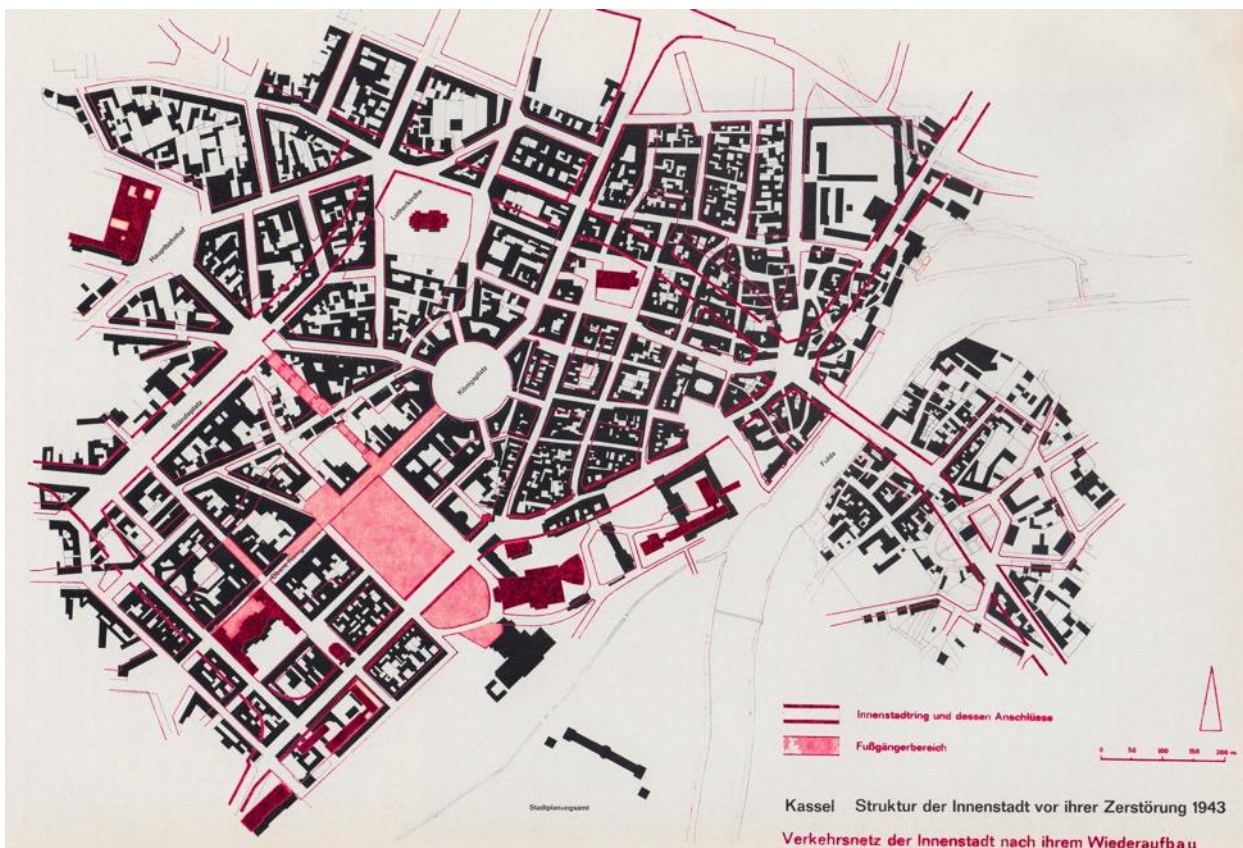 Lutherkirche
Hauptbahnhof
Königsplatz
Ständeplatz
Fulda
Innenstadtring und dessen Anschlüsse
Fußgängerbereich
0 50 100 150 200 m
Stadtplanungsamt
Kassel Struktur der Innenstadt vor ihrer Zerstörung 1943
Verkehrsnetz der Innenstadt nach ihrem Wiederaufbau